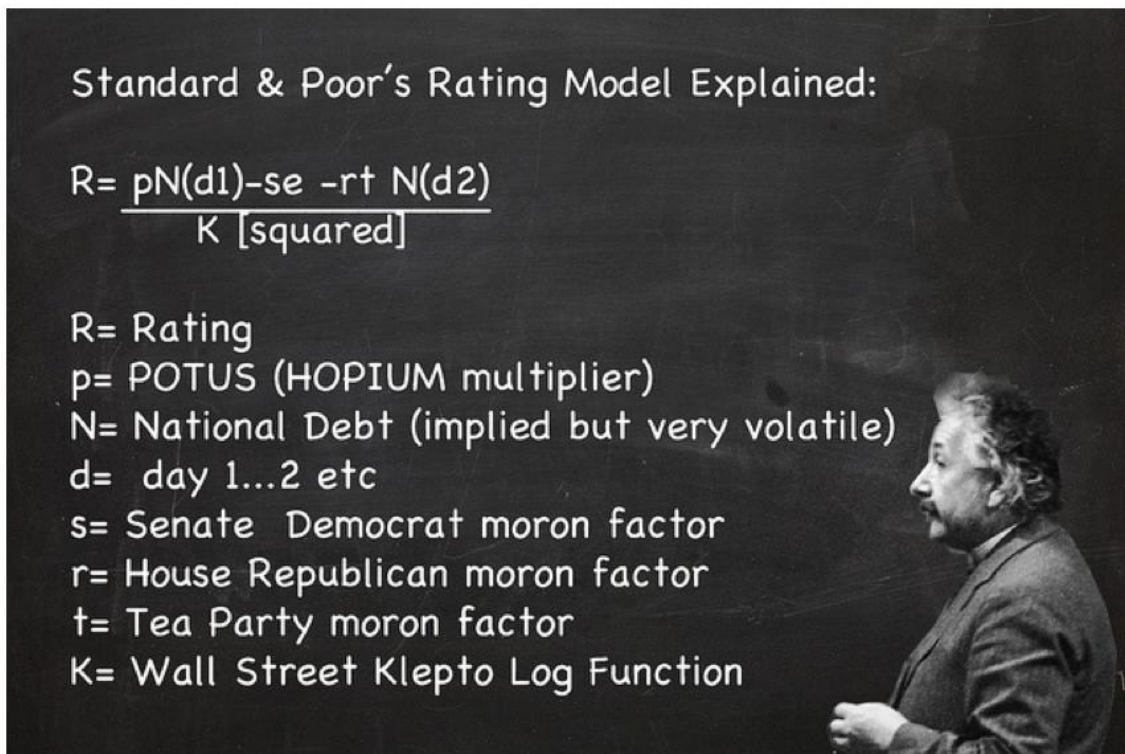 Standard & Poor's Rating Model Explained:
R= pN(d1)-se -rt N(d2)
K [squared]
R= Rating
p= POTUS (HOPIUM multiplier)
N= National Debt (implied but very volatile)
d= day 1...2 etc
s= Senate Democrat moron factor
r= House Republican moron factor
t= Tea Party moron factor
K= Wall Street Klepto Log Function